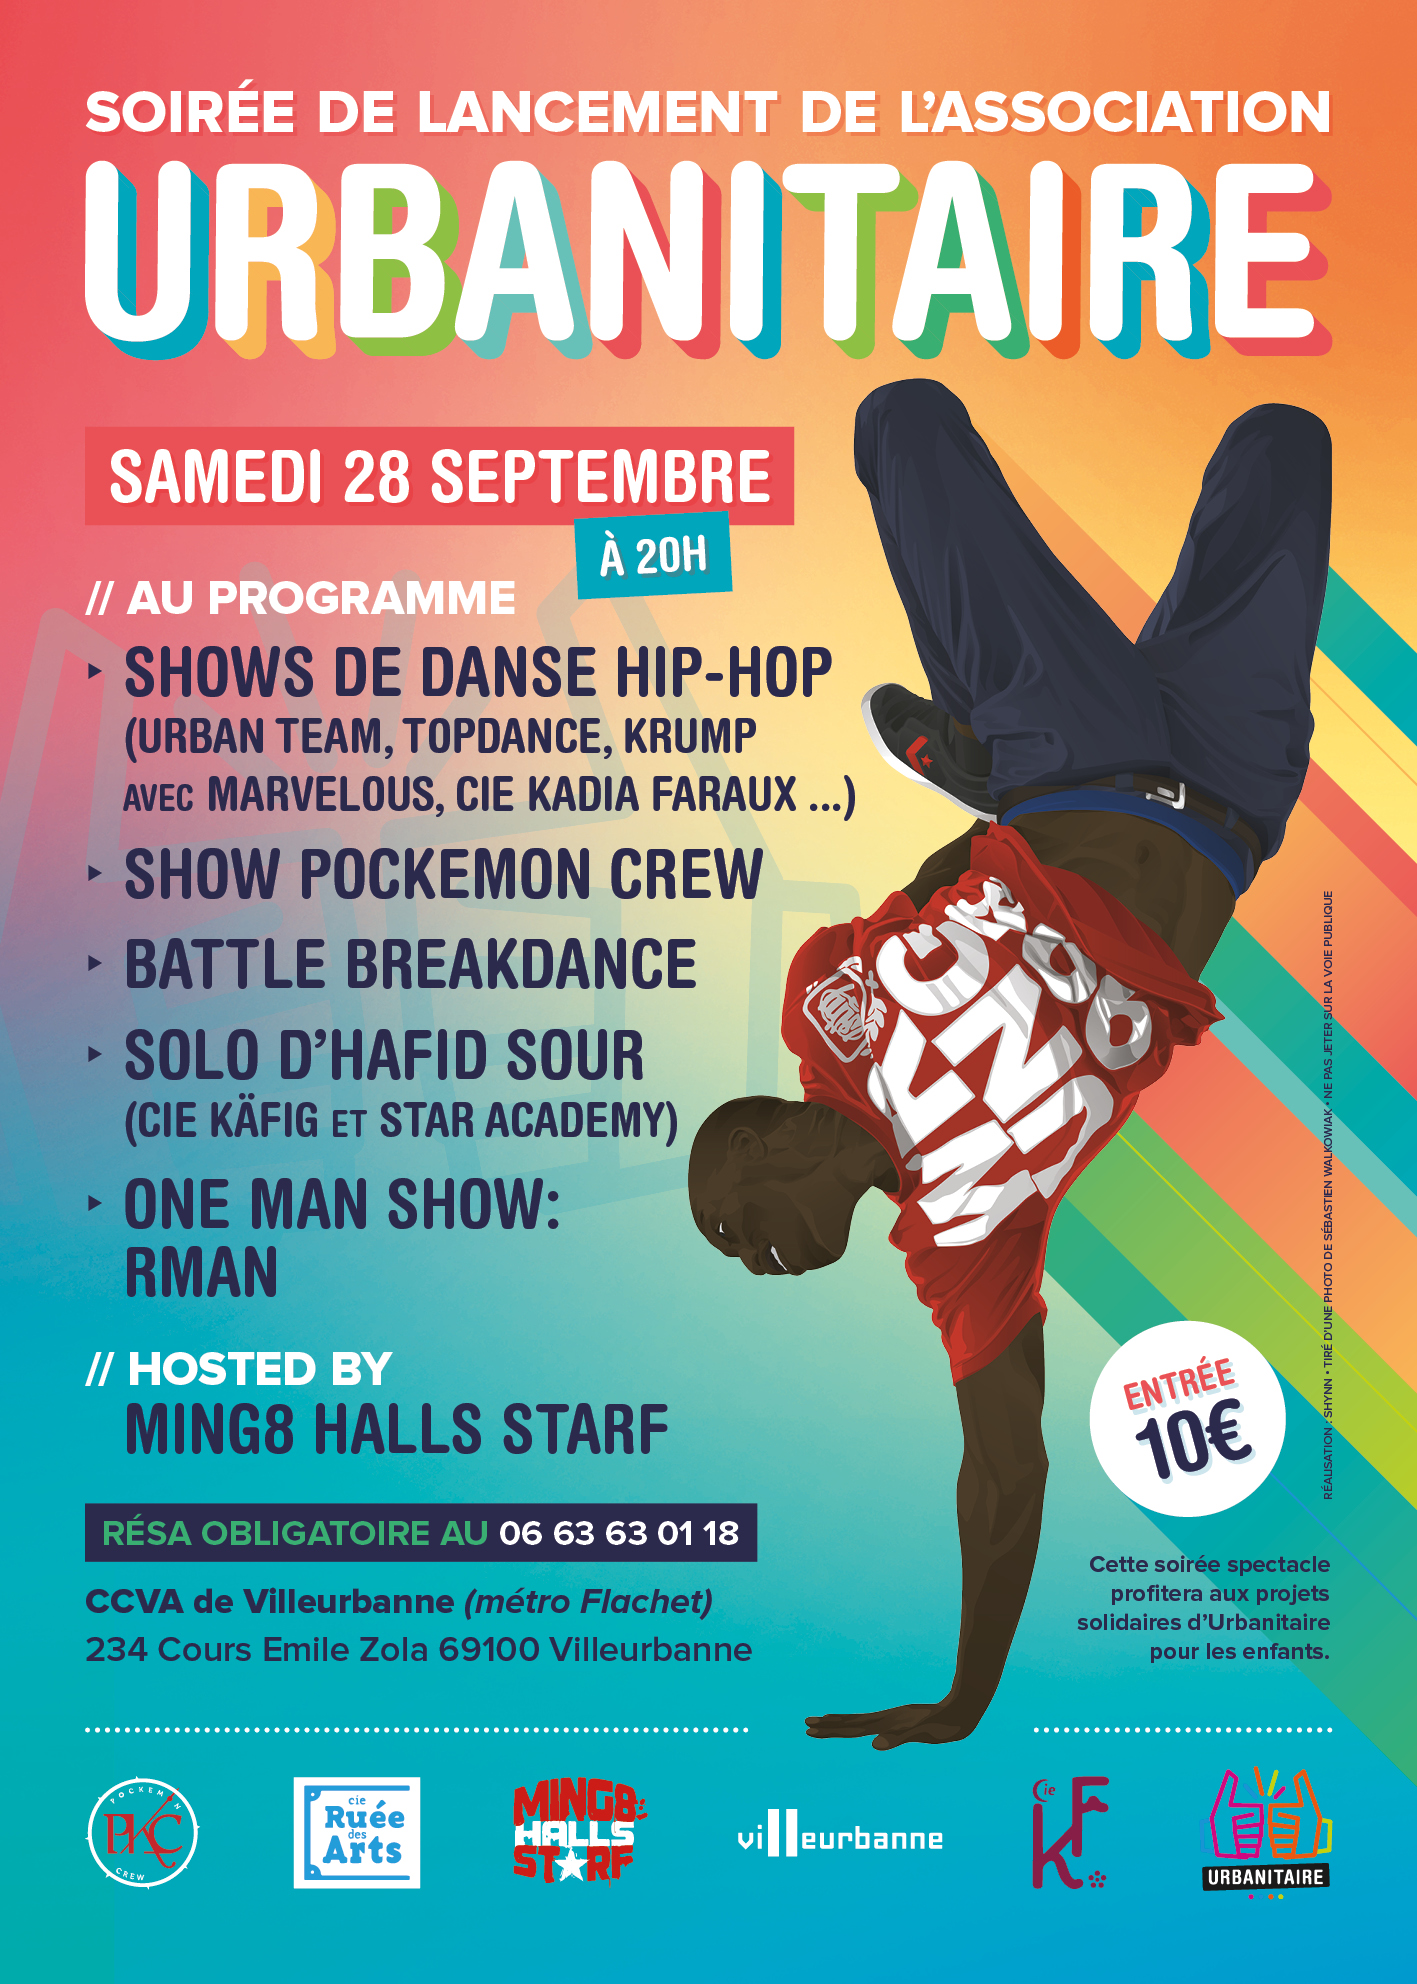 SOIRÉE DE LANCEMENT DE L'ASSOCIATION
URBANITAIRE
SAMEDI 28 SEPTEMBRE
À 20H
// AU PROGRAMME
SHOWS DE DANSE HIP-HOP
(URBAN TEAM, TOPDANCE, KRUMP
AVEC MARVELOUS, CIE KADIA FARAUX ...)
SHOW POCKEMON CREW
BATTLE BREAKDANCE
SOLO D'HAFID SOUR
(CIE KÄFIG ET STAR ACADEMY)
ONE MAN SHOW:
RMAN
// HOSTED BY
MING8 HALLS STARF
RÉSA OBLIGATOIRE AU 06 63 63 01 18
CCVA de Villeurbanne (métro Flachet)
234 Cours Emile Zola 69100 Villeurbanne
ENTRÉE
10€
Cette soirée spectacle
profitera aux projets
solidaires d'Urbanitaire
pour les enfants.
RÉALISATION : SHYNN • TIRÉ D'UNE PHOTO DE SÉBASTIEN WALKOWIAK • NE PAS JETER SUR LA VOIE PUBLIQUE
POCKEMON
PKC
CREW
cie
Ruée
des
Arts
MING8
HALLS
STARF
villeurbanne
Cie
KF
URBANITAIRE